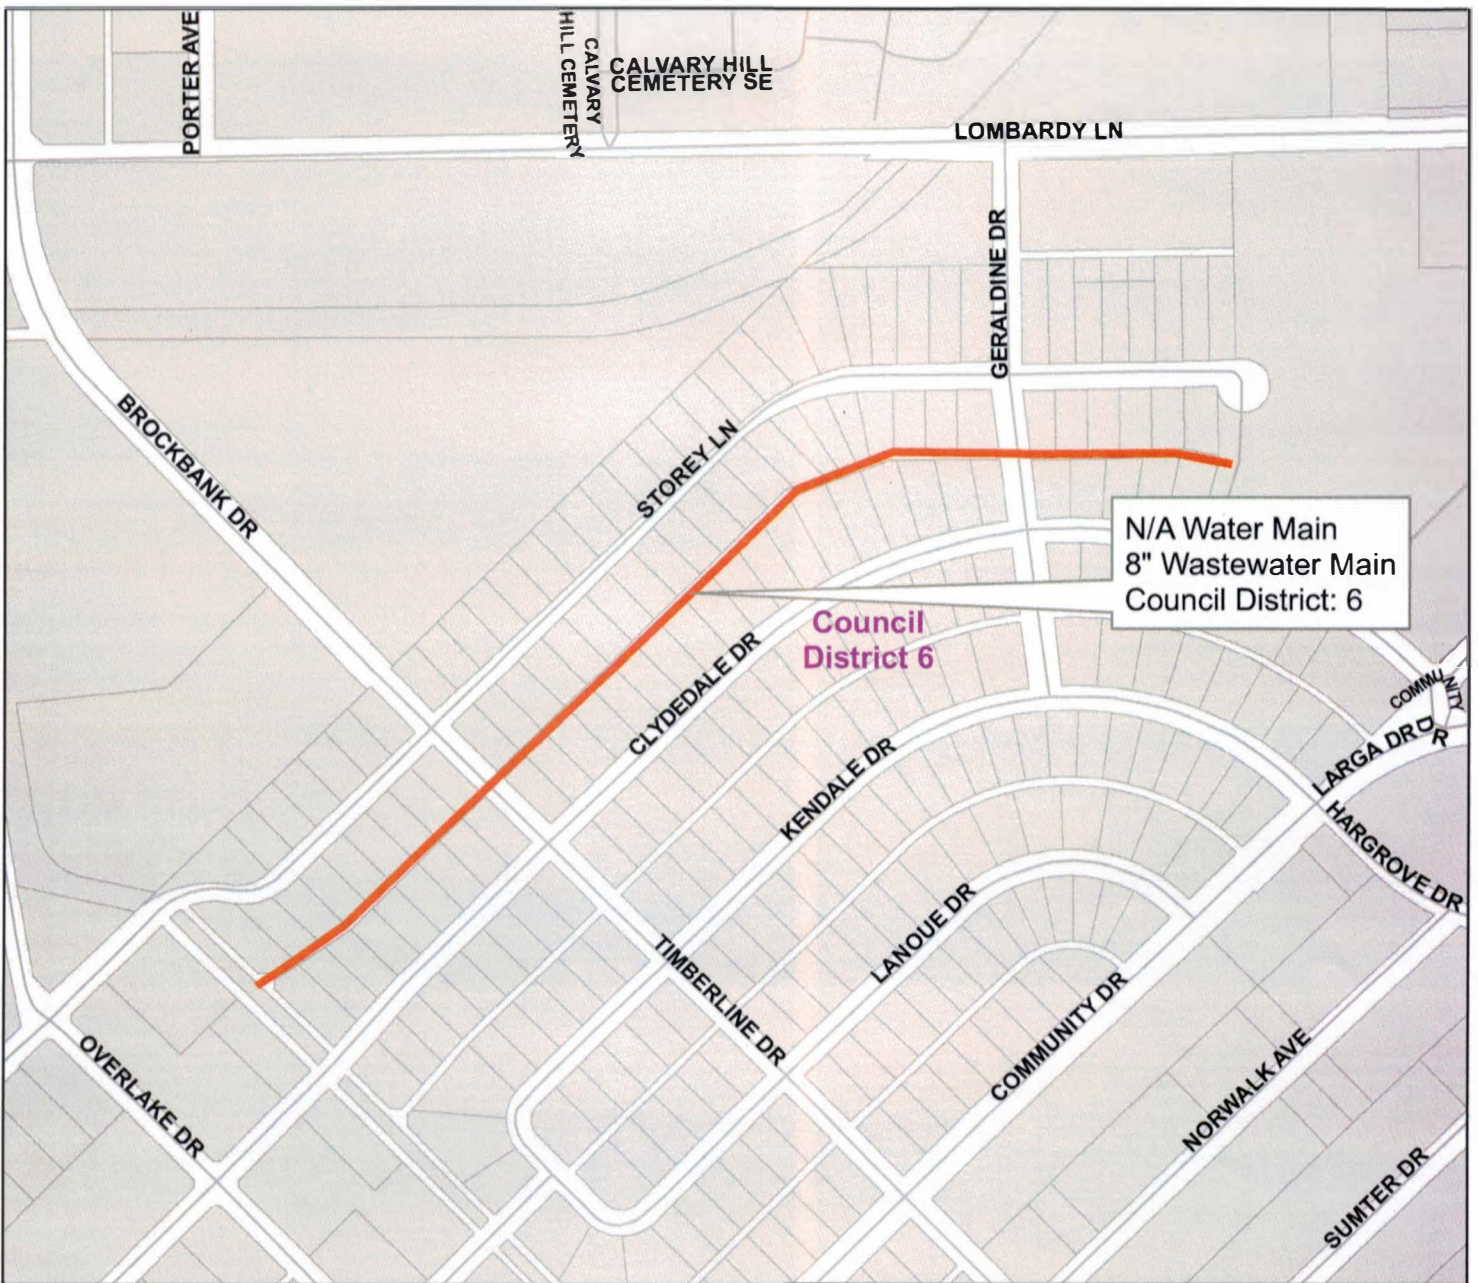 PORTER AVE
HILL CEMETERY
CALVARY
CALVARY HILL
CEMETERY SE
LOMBARDY LN
GERALDINE DR
BROCKBANK DR
STOREY LN
N/A Water Main
8" Wastewater Main
Council District: 6
Council
District 6
CLYDEDALE DR
COMMUNITY
DR
LARGA DR
KENDALE DR
HARGROVE DR
LANOUE DR
TIMBERLINE DR
COMMUNITY DR
OVERLAKE DR
NORWALK AVE
SUMTER DR